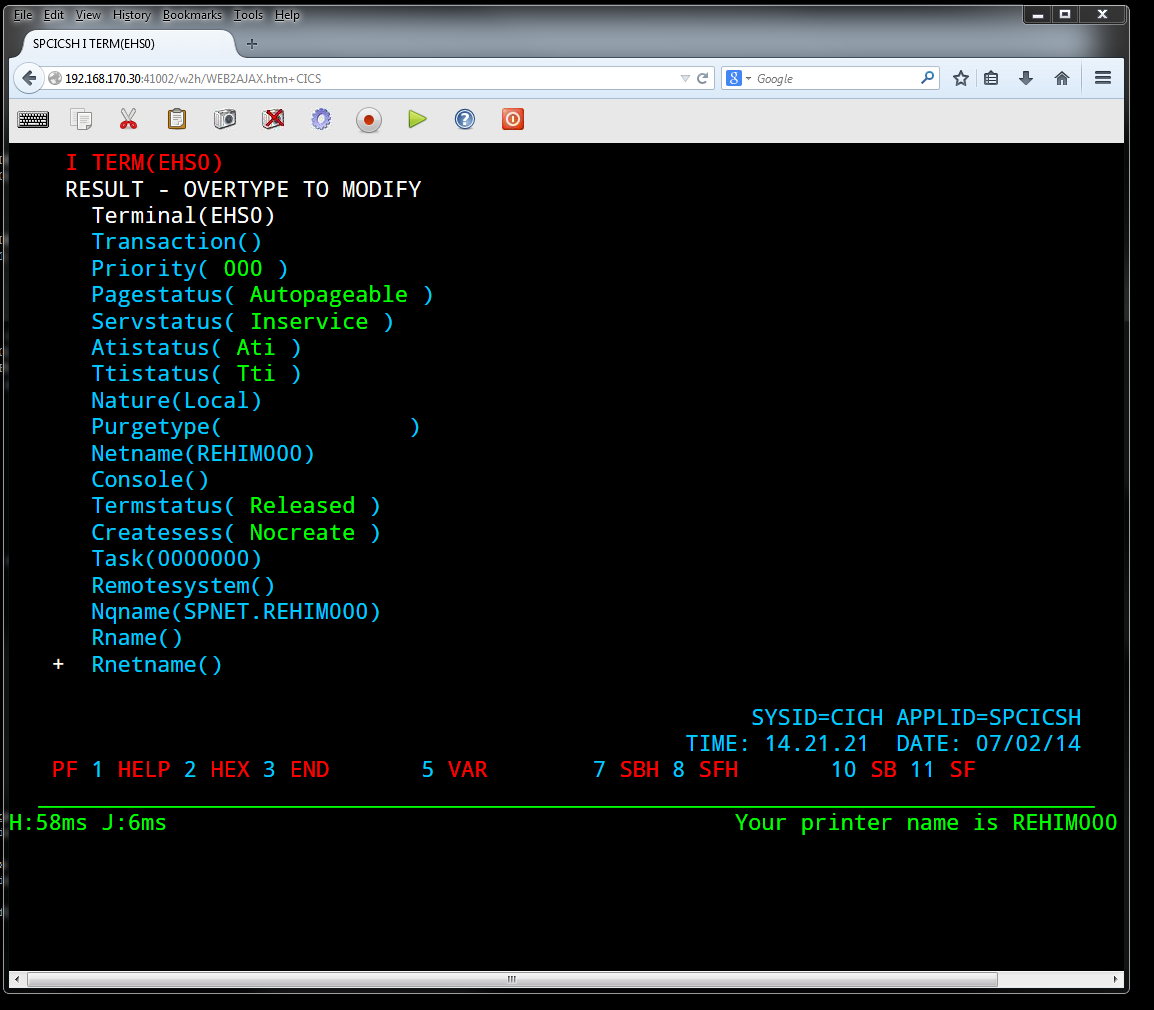 File Edit View History Bookmarks Tools Help
SPCICSH I TERM(EHS0)
192.168.170.30:41002/w2h/WEB2AJAX.htm+CICS
8 Google
I TERM(EHS0)
RESULT - OVERTYPE TO MODIFY
Terminal(EHS0)
Transaction()
Priority( 000 )
Pagestatus( Autopageable )
Servstatus( Inservice )
Atistatus( Ati )
Ttistatus( Tti )
Nature(Local)
Purgetype( )
Netname(REHIM000)
Console()
Termstatus( Released )
Createsess( Nocreate )
Task(0000000)
Remotesystem()
Nqname(SPNET.REHIM000)
Rname()
+ Rnetname()
SYSID=CICH APPLID=SPCICSH
TIME: 14.21.21 DATE: 07/02/14
PF 1 HELP 2 HEX 3 END 5 VAR 7 SBH 8 SFH 10 SB 11 SF
H:58ms J:6ms Your printer name is REHIM000